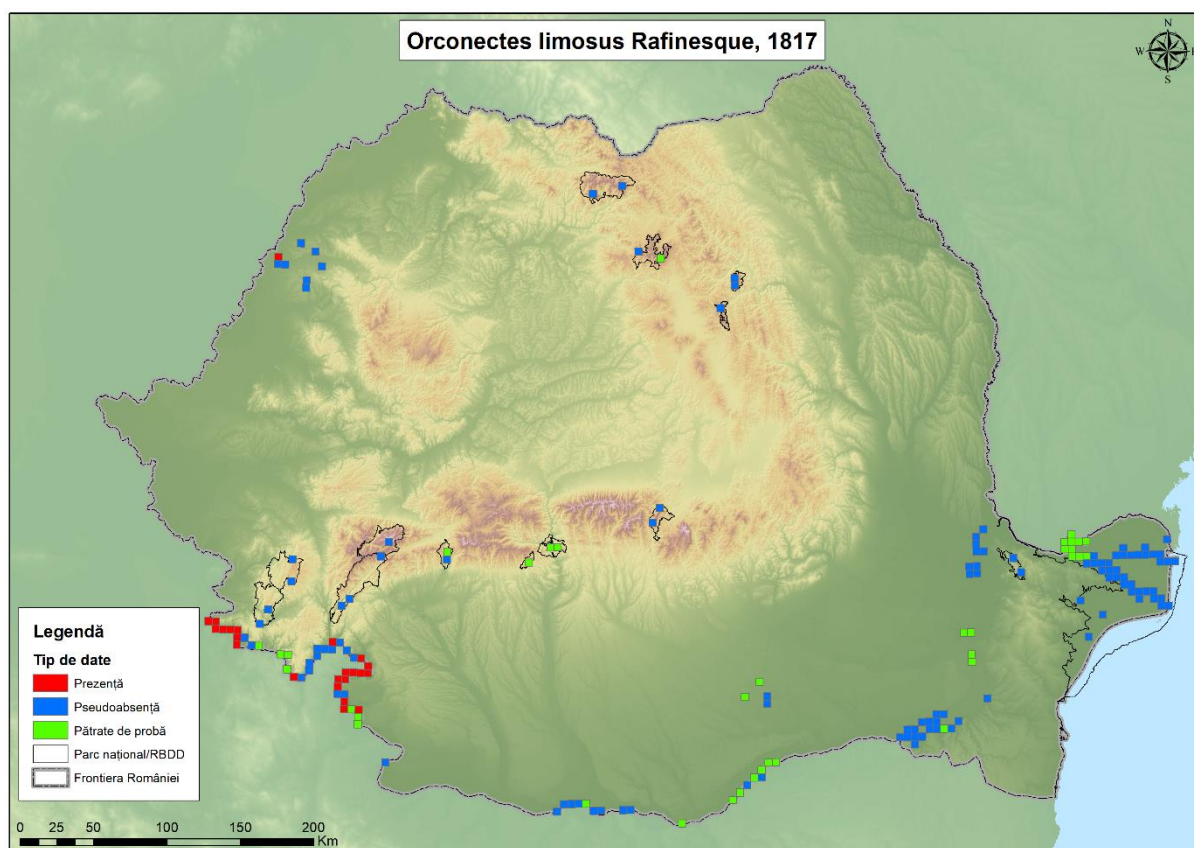 Orconectes limosus Rafinesque, 1817
N
W E
S
Legendă
Tip de date
Prezență
Pseudoabsență
Pătrate de probă
Parc național/RBDD
Frontiera României
0 25 50 100 150 200
Km